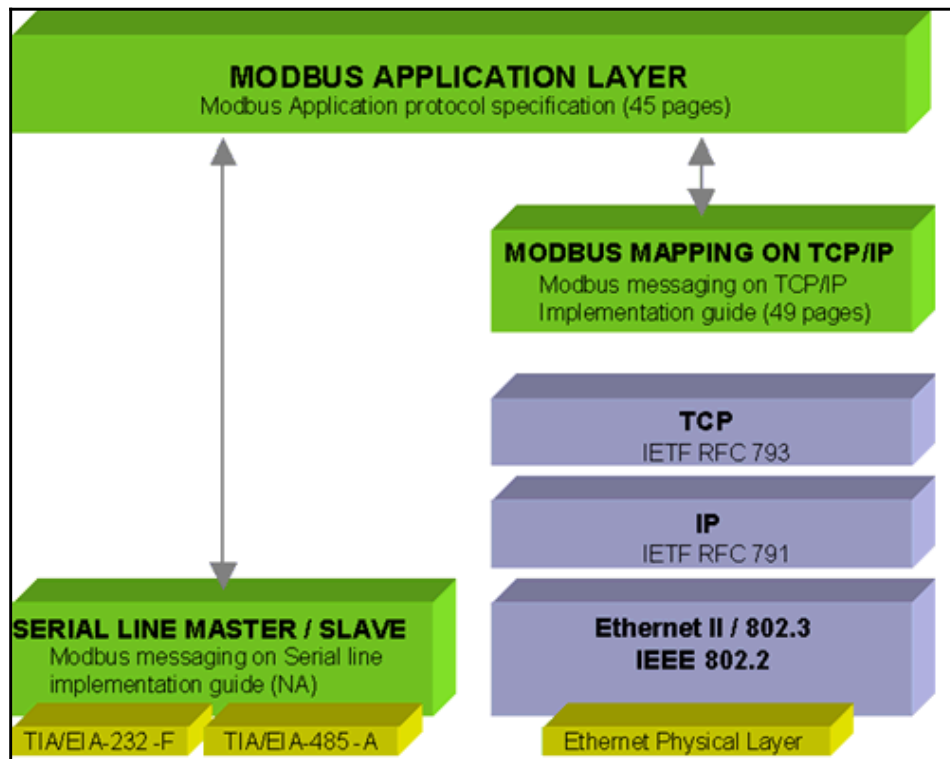 MODBUS APPLICATION LAYER
Modbus Application protocol specification (45 pages)
MODBUS MAPPING ON TCP/IP
Modbus messaging on TCP/IP
Implementation guide (49 pages)
TCP
IETF RFC 793
IP
IETF RFC 791
SERIAL LINE MASTER / SLAVE
Modbus messaging on Serial line
implementation guide (NA)
TIA/EIA-232-F
TIA/EIA-485-A
Ethernet II / 802.3
IEEE 802.2
Ethernet Physical Layer